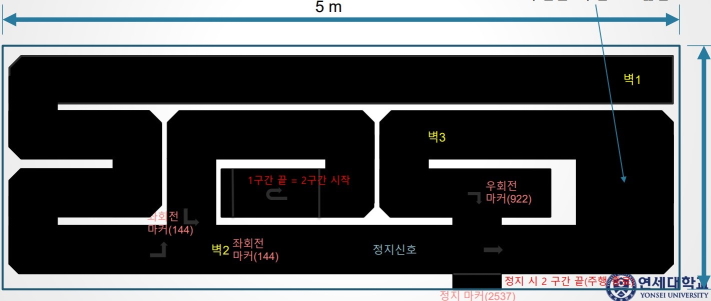 5 m
벽1
벽3
1구간 끝 = 2구간 시작
우회전
마커(922)
좌회전
마커(144)
벽2
좌회전
마커(144)
정지신호
정지 시 2 구간 끝(주행
연세대학교
YONSEI UNIVERSITY
정지 마커(2537)